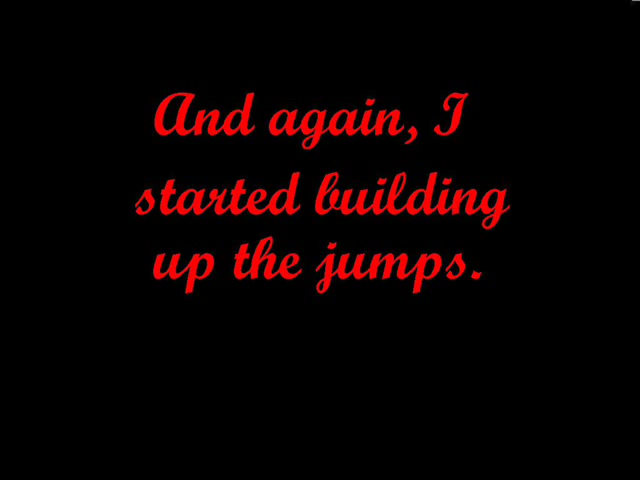 And again, I
started building
up the jumps.